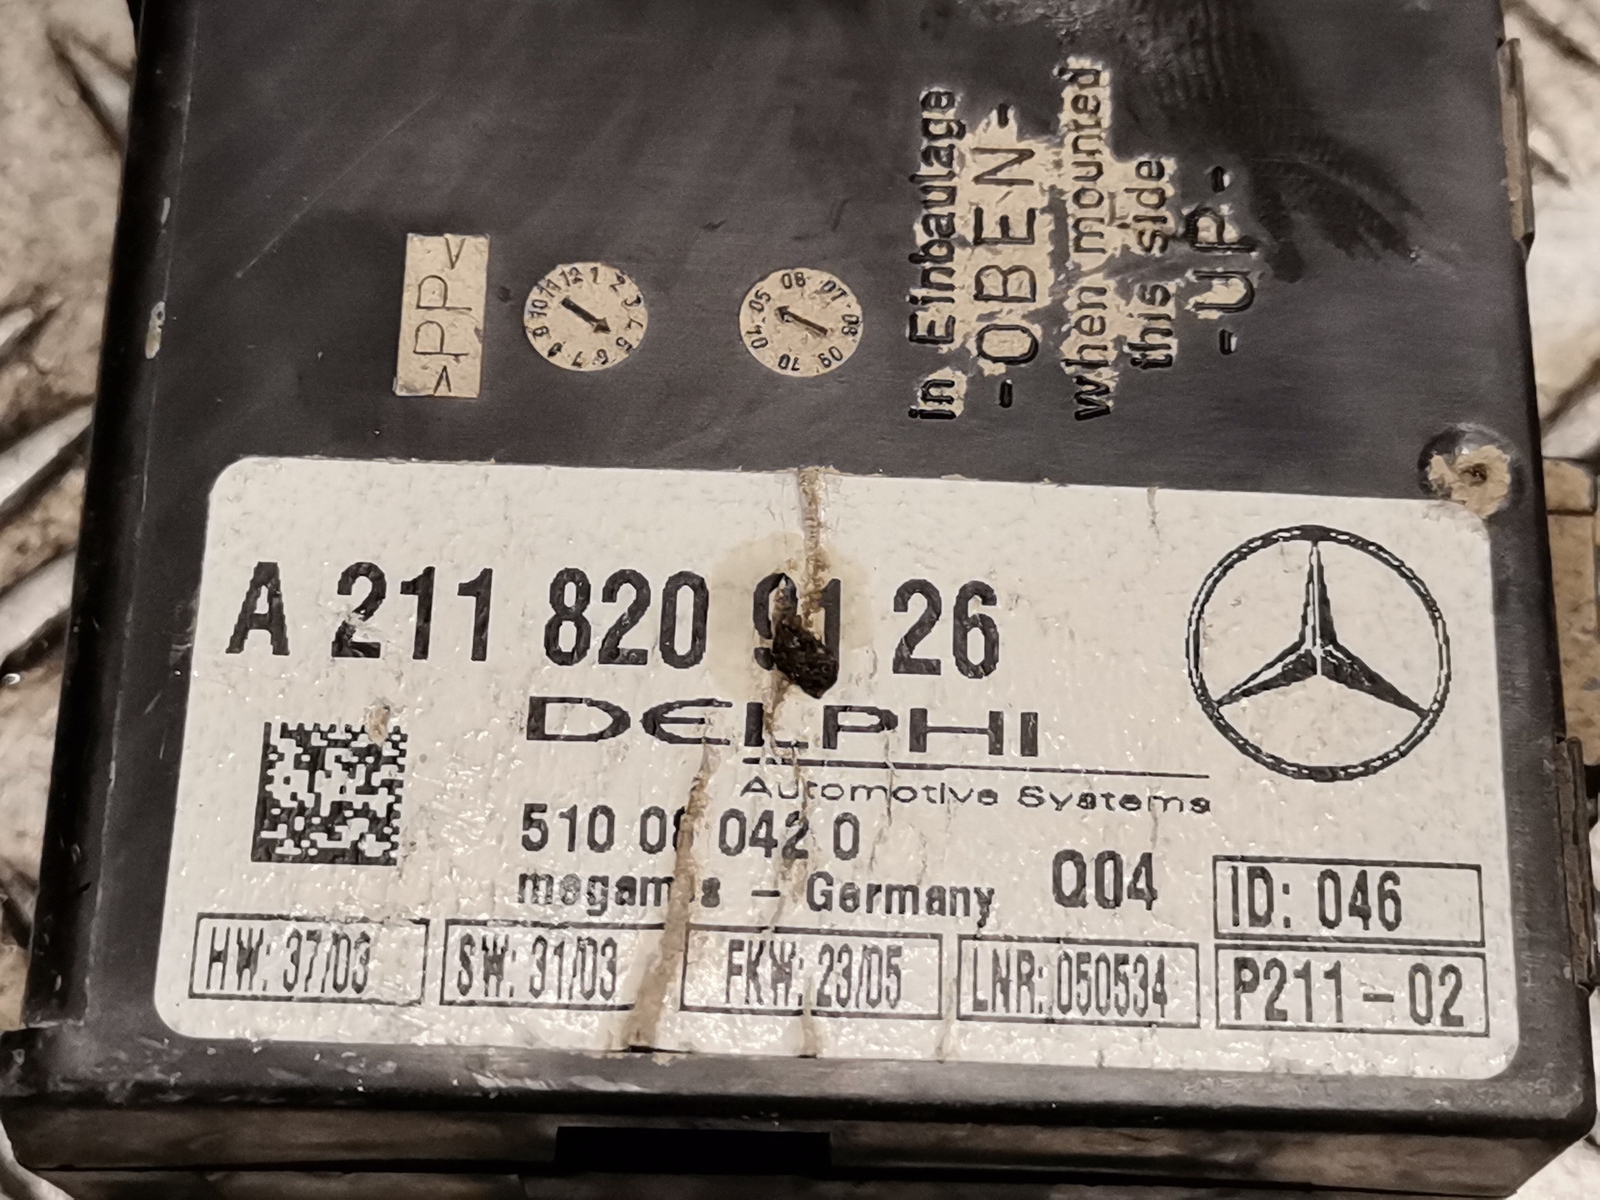 >PP<
in Einbaulage
-OBEN-
when mounted
this side
-UP-
A 211 820 9126
DELPHI
Automotive Systems
510 042 0
- Germany
Q04
ID: 046
HW: 37/03
SW: 31/03
FKW: 23/05
LNR: 050534
P211-02